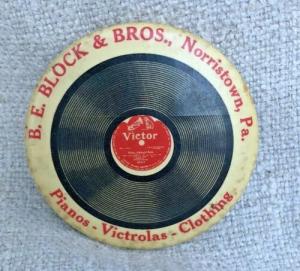 B. E. BLOCK & BROS., Norristown, Pa.
Victor
Pianos - Victrolas - Clothing